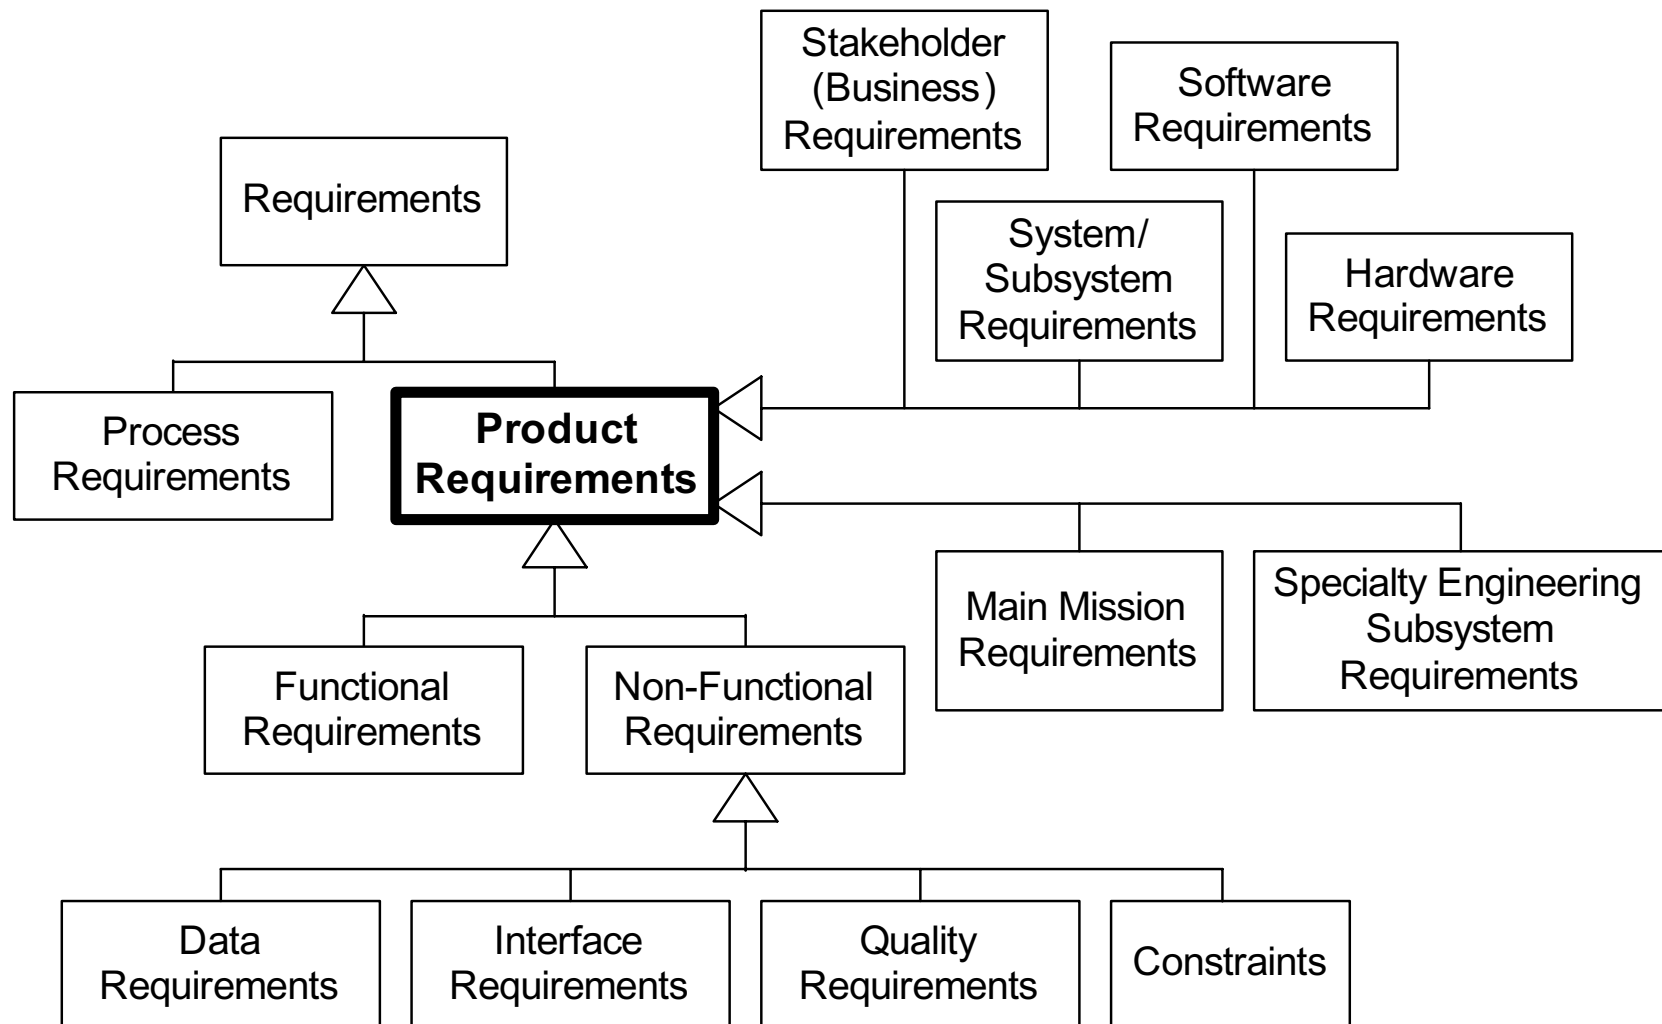 Stakeholder
(Business)
Requirements
Software
Requirements
Requirements
System/
Subsystem
Requirements
Hardware
Requirements
Process
Requirements
Product
Requirements
Main Mission
Requirements
Specialty Engineering
Subsystem
Requirements
Functional
Requirements
Non-Functional
Requirements
Data
Requirements
Interface
Requirements
Quality
Requirements
Constraints